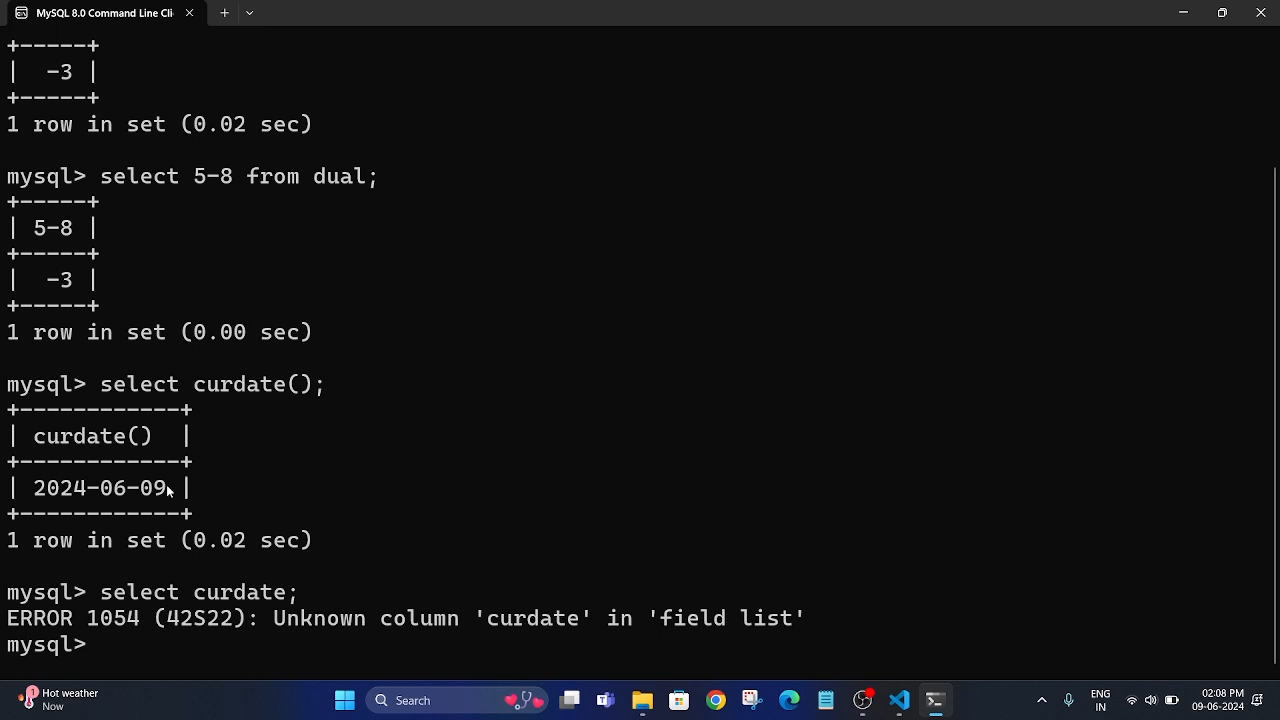 MySQL 8.0 Command Line Cli
+-----+
|  -3 |
+-----+
1 row in set (0.02 sec)
mysql> select 5-8 from dual;
+-----+
| 5-8 |
+-----+
|  -3 |
+-----+
1 row in set (0.00 sec)
mysql> select curdate();
+------------+
| curdate()  |
+------------+
| 2024-06-09 |
+------------+
1 row in set (0.02 sec)
mysql> select curdate;
ERROR 1054 (42S22): Unknown column 'curdate' in 'field list'
mysql>
1 Hot weather
Now
Search
ENG
IN
02:08 PM
09-06-2024